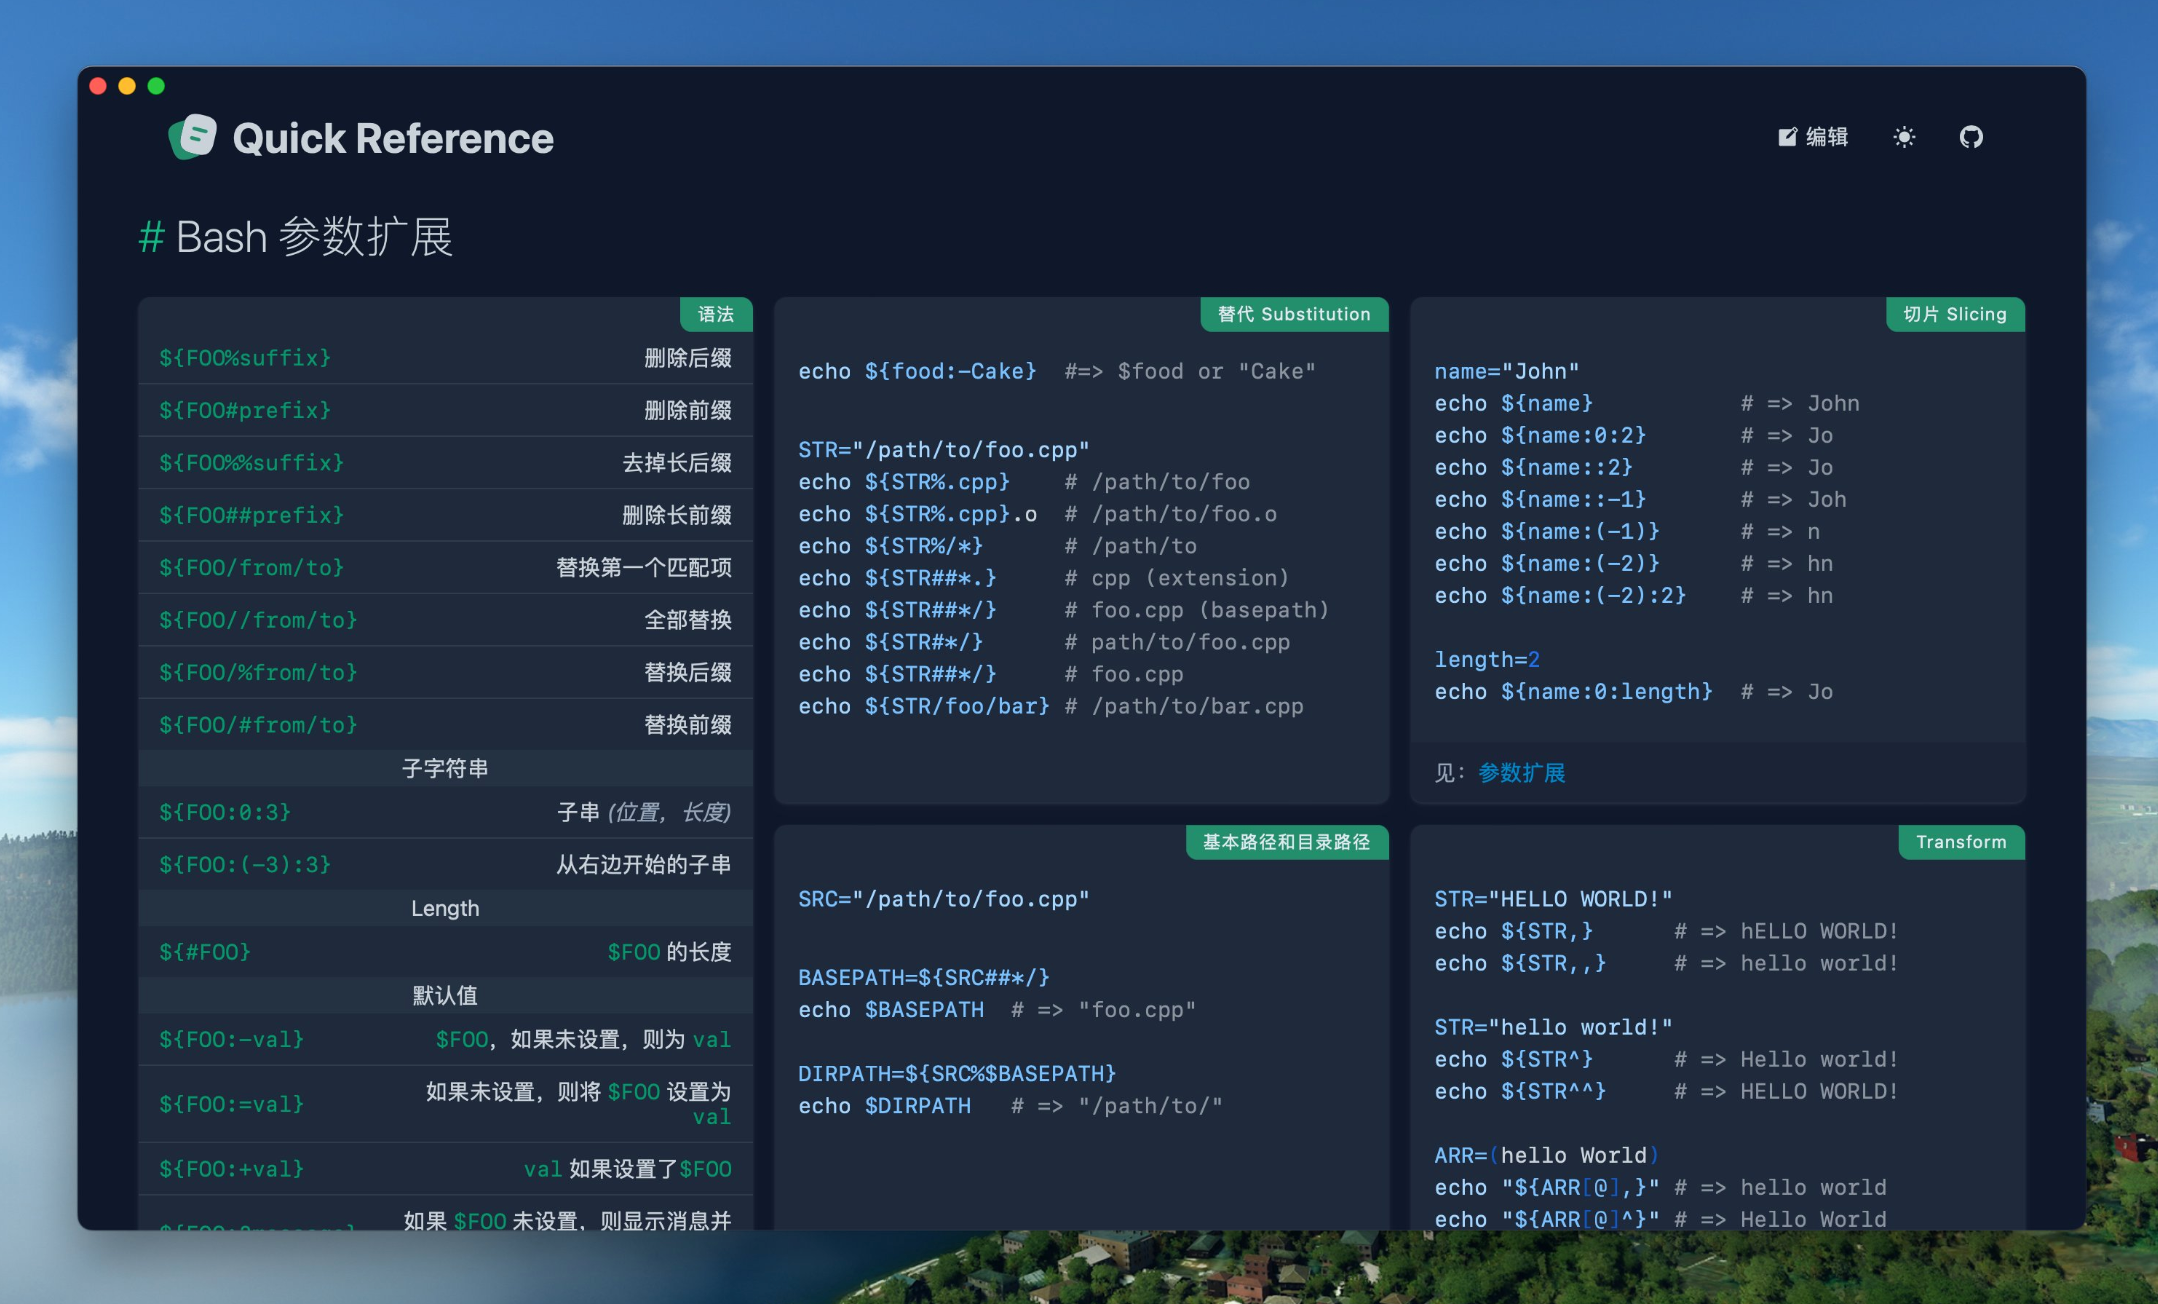 Quick Reference
编辑
# Bash 参数扩展
语法
${FOO%suffix} 删除后缀
${FOO#prefix} 删除前缀
${FOO%%suffix} 去掉长后缀
${FOO##prefix} 删除长前缀
${FOO/from/to} 替换第一个匹配项
${FOO//from/to} 全部替换
${FOO/%from/to} 替换后缀
${FOO/#from/to} 替换前缀
子字符串
${FOO:0:3} 子串 (位置，长度)
${FOO:(-3):3} 从右边开始的子串
Length
${#FOO} $FOO 的长度
默认值
${FOO:-val} $FOO，如果未设置，则为 val
${FOO:=val} 如果未设置，则将 $FOO 设置为
val
${FOO:+val} val 如果设置了$FOO
如果 $FOO 未设置，则显示消息并
替代 Substitution
echo ${food:-Cake}  #=> $food or "Cake"
STR="/path/to/foo.cpp"
echo ${STR%.cpp}    # /path/to/foo
echo ${STR%.cpp}.o  # /path/to/foo.o
echo ${STR%/*}      # /path/to
echo ${STR##*.}     # cpp (extension)
echo ${STR##*/}     # foo.cpp (basepath)
echo ${STR#*/}      # path/to/foo.cpp
echo ${STR##*/}     # foo.cpp
echo ${STR/foo/bar} # /path/to/bar.cpp
切片 Slicing
name="John"
echo ${name}           # => John
echo ${name:0:2}       # => Jo
echo ${name::2}        # => Jo
echo ${name::-1}       # => Joh
echo ${name:(-1)}      # => n
echo ${name:(-2)}      # => hn
echo ${name:(-2):2}    # => hn
length=2
echo ${name:0:length}  # => Jo
见：参数扩展
基本路径和目录路径
SRC="/path/to/foo.cpp"
BASEPATH=${SRC##*/}
echo $BASEPATH  # => "foo.cpp"
DIRPATH=${SRC%$BASEPATH}
echo $DIRPATH   # => "/path/to/"
Transform
STR="HELLO WORLD!"
echo ${STR,}      # => hELLO WORLD!
echo ${STR,,}     # => hello world!
STR="hello world!"
echo ${STR^}      # => Hello world!
echo ${STR^^}     # => HELLO WORLD!
ARR=(hello World)
echo "${ARR[@],}" # => hello world
echo "${ARR[@]^}" # => Hello World